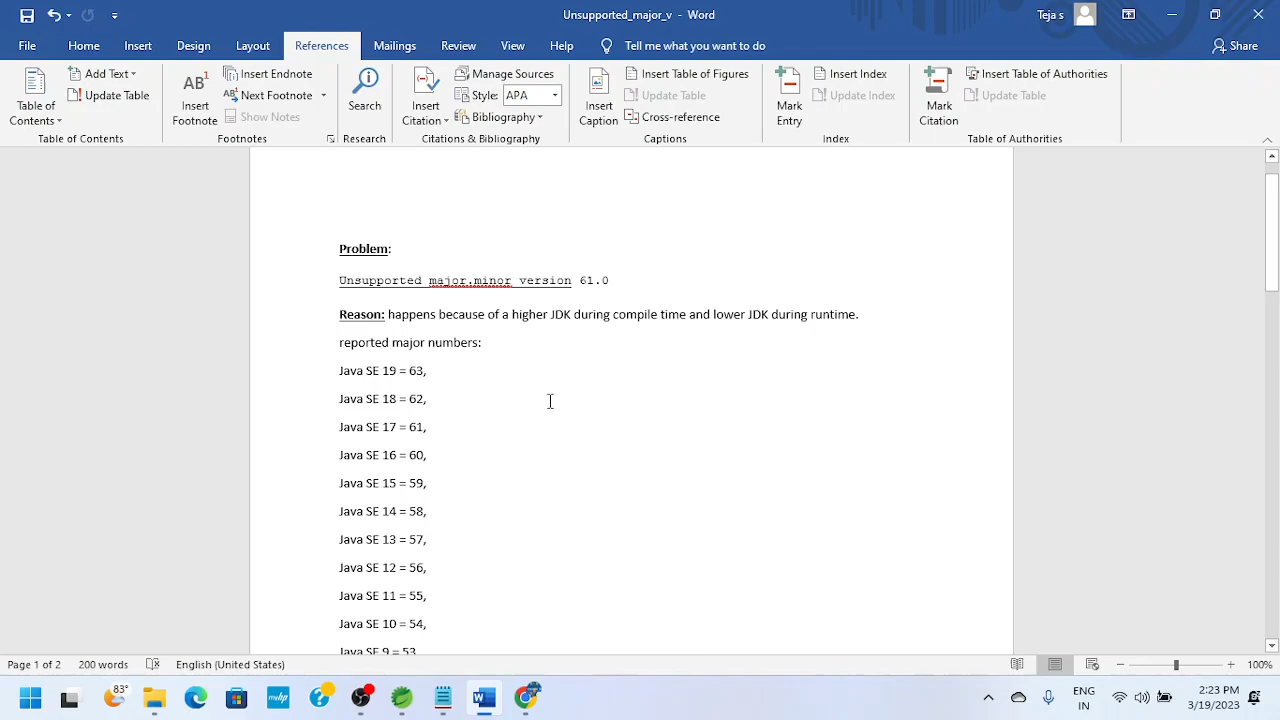 Unsupported_major_v - Word
Teja s
File Home Insert Design Layout References Mailings Review View Help Tell me what you want to do Share
Table of Contents
Add Text
Update Table
Table of Contents
AB1
Insert Footnote
Insert Endnote
Next Footnote
Show Notes
Footnotes
Search
Research
Insert Citation
Manage Sources
Style: APA
Bibliography
Citations & Bibliography
Insert Caption
Insert Table of Figures
Update Table
Cross-reference
Captions
Mark Entry
Insert Index
Update Index
Index
Mark Citation
Insert Table of Authorities
Update Table
Table of Authorities
Problem:
Unsupported major.minor version 61.0
Reason: happens because of a higher JDK during compile time and lower JDK during runtime.
reported major numbers:
Java SE 19 = 63,
Java SE 18 = 62,
Java SE 17 = 61,
Java SE 16 = 60,
Java SE 15 = 59,
Java SE 14 = 58,
Java SE 13 = 57,
Java SE 12 = 56,
Java SE 11 = 55,
Java SE 10 = 54,
Java SE 9 = 53
Page 1 of 2 200 words English (United States) 100%
83°
ENG
IN
2:23 PM
3/19/2023